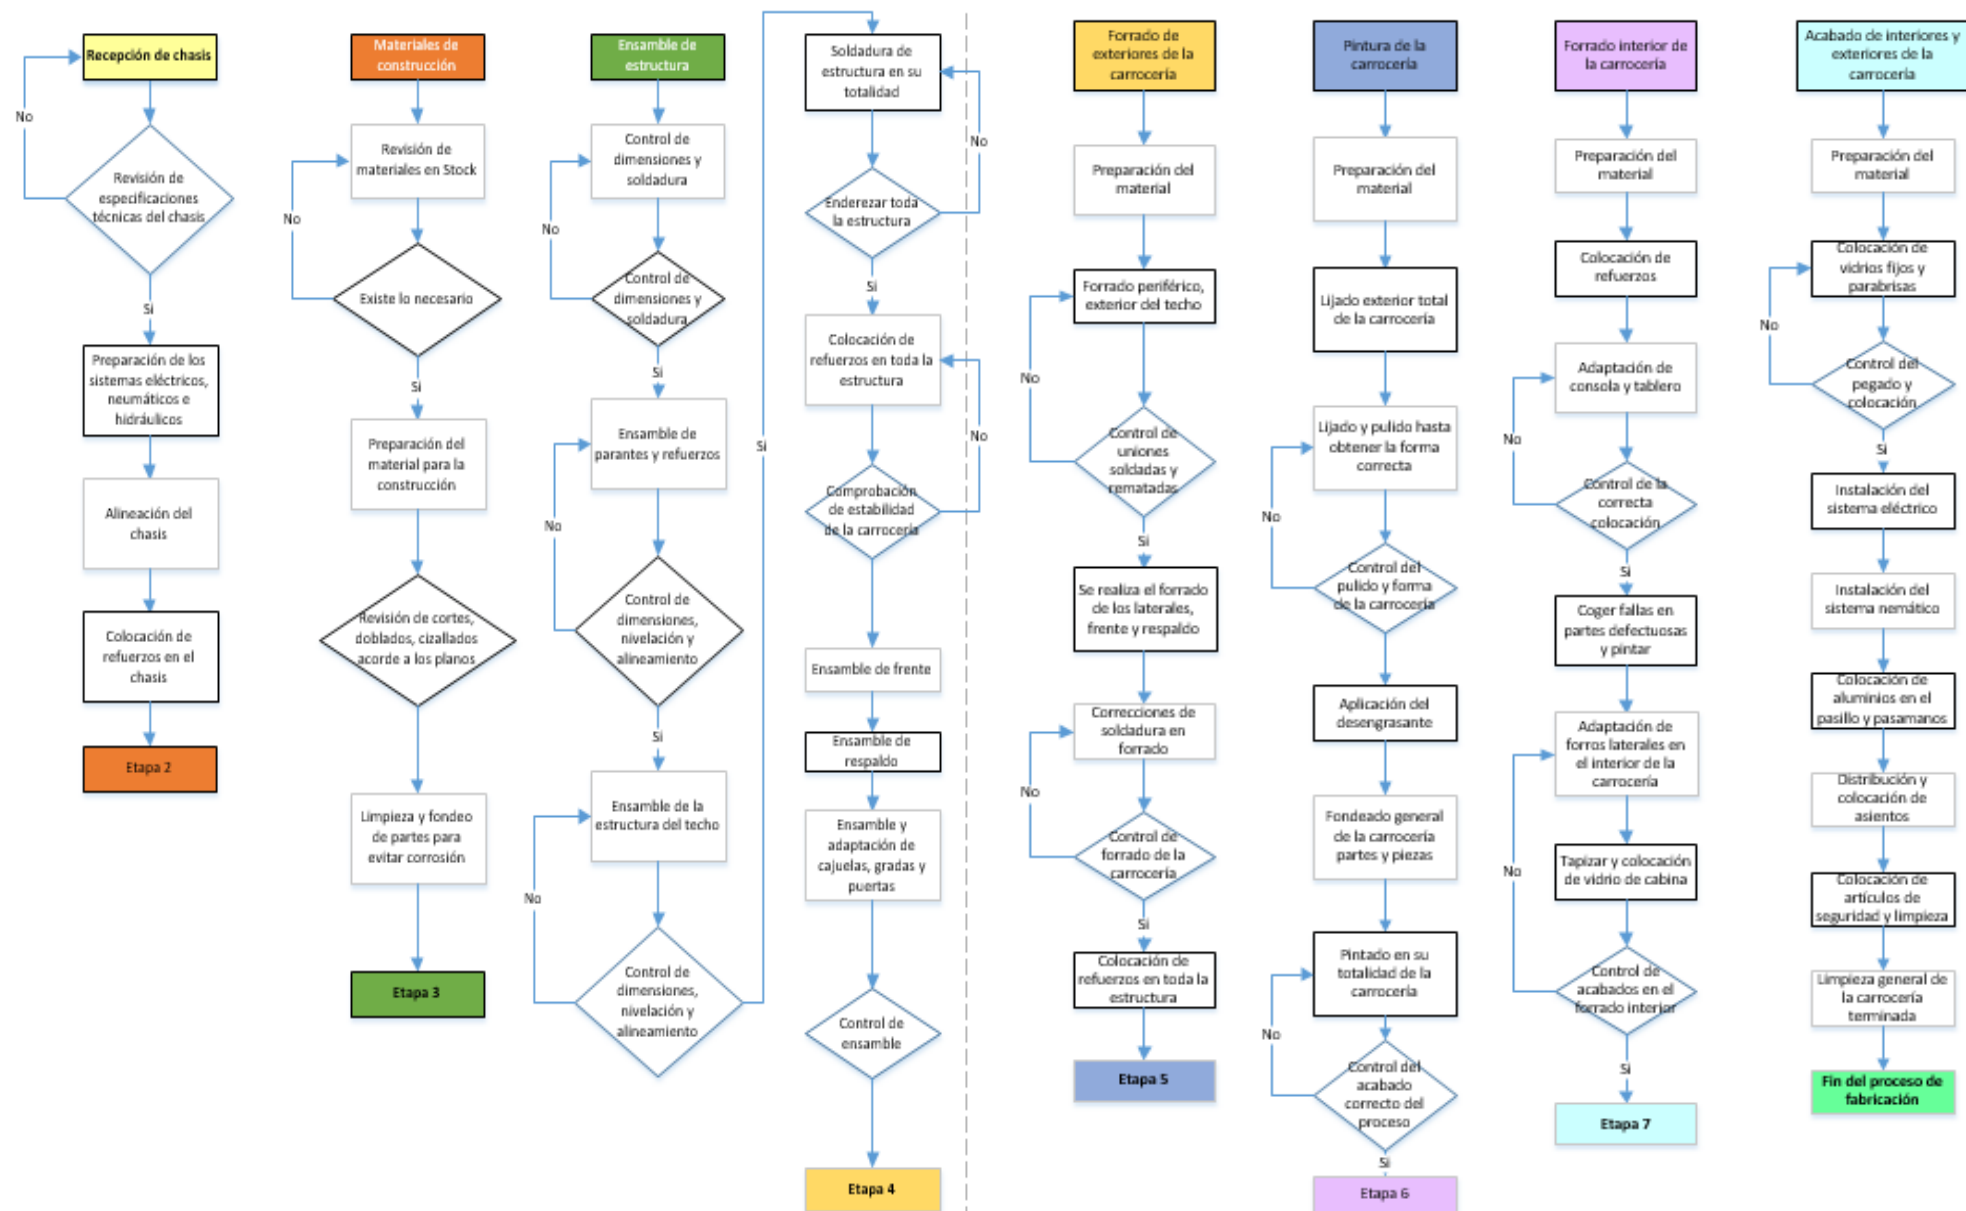 Recepción de chasis
No
Revisión de
especificaciones
técnicas del chasis
Si
Preparación de los
sistemas eléctricos,
neumáticos e
hidráulicos
Alineación del
chasis
Colocación de
refuerzos en el
chasis
Etapa 2
Materiales de
construcción
Revisión de
materiales en Stock
No
Existe lo necesario
Si
Preparación del
material para la
construcción
Revisión de cortes,
doblados, cizallados
acorde a los planos
Limpieza y fondeo
de partes para
evitar corrosión
Etapa 3
Ensamble de
estructura
Control de
dimensiones y
soldadura
No
Control de
dimensiones y
soldadura
Si
Ensamble de
parantes y refuerzos
No
Control de
dimensiones,
nivelación y
alineamiento
Si
Ensamble de la
estructura del techo
No
Control de
dimensiones,
nivelación y
alineamiento
Si
Soldadura de
estructura en su
totalidad
No
Enderezar toda
la estructura
Si
Colocación de
refuerzos en toda la
estructura
No
Comprobación
de estabilidad
de la carrocería
Ensamble de frente
Ensamble de
respaldo
Ensamble y
adaptación de
cajuelas, gradas y
puertas
Control de
ensamble
Etapa 4
Forrado de
exteriores de la
carrocería
Preparación del
material
Forrado periférico,
exterior del techo
No
Control de
uniones
soldadas y
rematadas
Si
Se realiza el forrado
de los laterales,
frente y respaldo
Correcciones de
soldadura en
forrado
No
Control de
forrado de la
carrocería
Si
Colocación de
refuerzos en toda la
estructura
Etapa 5
Pintura de la
carrocería
Preparación del
material
Lijado exterior total
de la carrocería
Lijado y pulido hasta
obtener la forma
correcta
No
Control del
pulido y forma
de la carrocería
Aplicación del
desengrasante
Fondeado general
de la carrocería
partes y piezas
Pintado en su
totalidad de la
carrocería
No
Control del
acabado
correcto del
proceso
Si
Etapa 6
Forrado interior de
la carrocería
Preparación del
material
Colocación de
refuerzos
Adaptación de
consola y tablero
No
Control de la
correcta
colocación
Si
Coger fallas en
partes defectuosas
y pintar
Adaptación de
forros laterales en
el interior de la
carrocería
No
Tapizar y colocación
de vidrio de cabina
Control de
acabados en el
forrado interior
Si
Etapa 7
Acabado de interiores y
exteriores de la
carrocería
Preparación del
material
Colocación de
vidrios fijos y
parabrisas
No
Control del
pegado y
colocación
Si
Instalación del
sistema eléctrico
Instalación del
sistema nemático
Colocación de
aluminios en el
pasillo y pasamanos
Distribución y
colocación de
asientos
Colocación de
artículos de
seguridad y limpieza
Limpieza general de
la carrocería
terminada
Fin del proceso de
fabricación